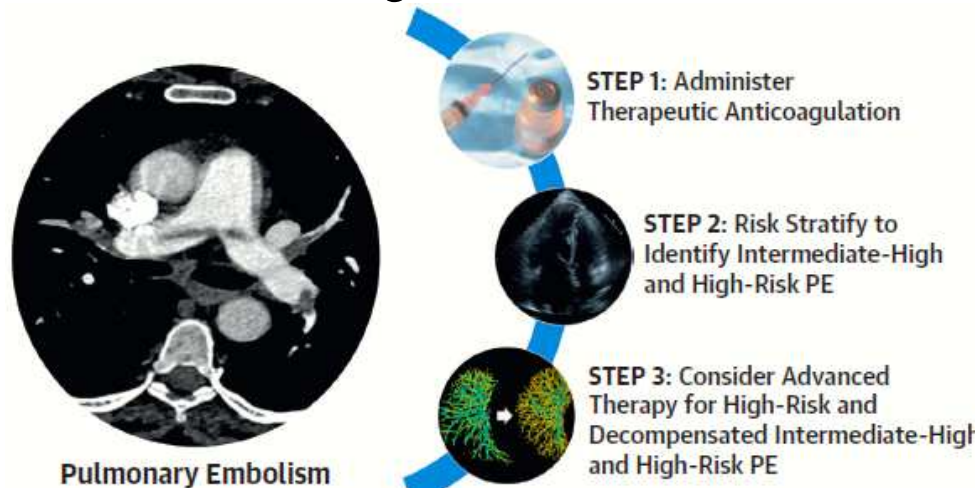 STEP 1: Administer
Therapeutic Anticoagulation
STEP 2: Risk Stratify to
Identify Intermediate-High
and High-Risk PE
STEP 3: Consider Advanced
Therapy for High-Risk and
Decompensated Intermediate-High
and High-Risk PE
Pulmonary Embolism